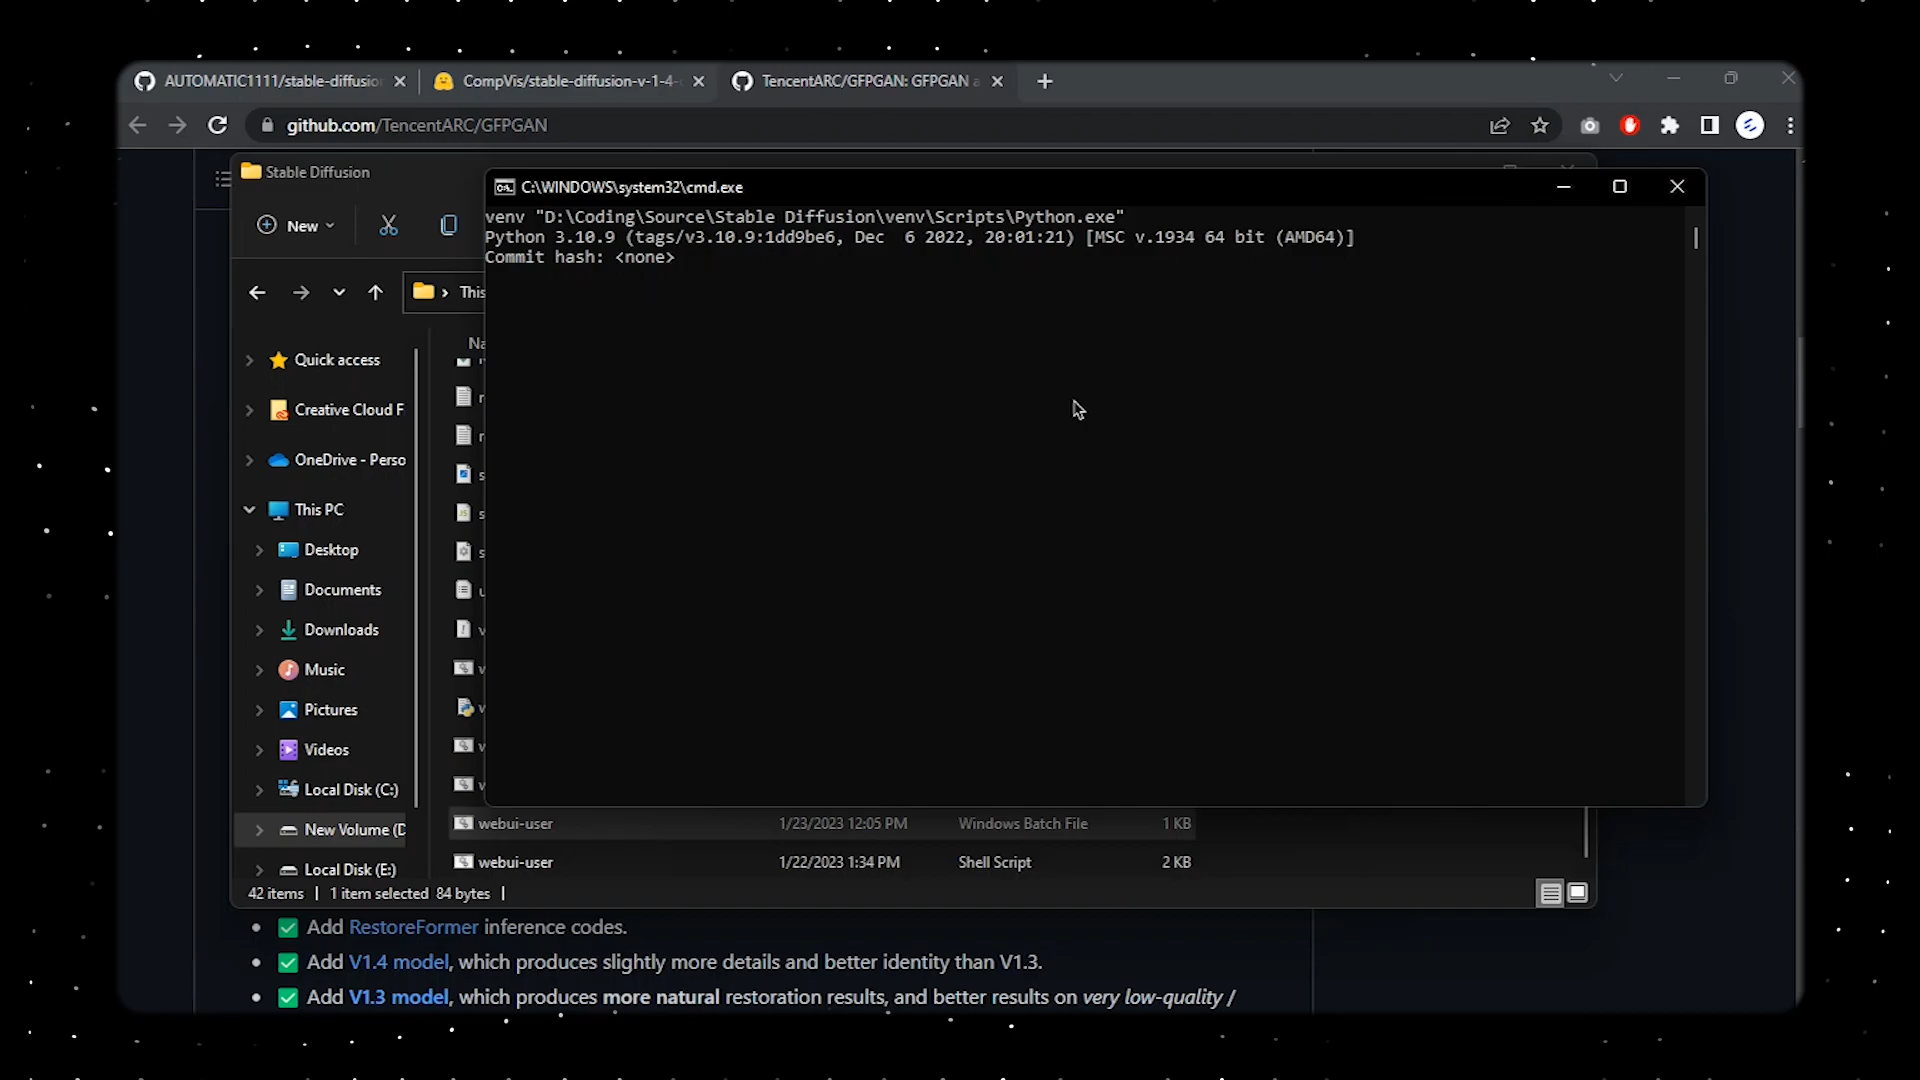 AUTOMATIC1111/stable-diffusio
CompVis/stable-diffusion-v-1-4-
TencentARC/GFPGAN: GFPGAN a
github.com/TencentARC/GFPGAN
Stable Diffusion
New
This
C:\WINDOWS\system32\cmd.exe
venv "D:\Coding\Source\Stable Diffusion\venv\Scripts\Python.exe"
Python 3.10.9 (tags/v3.10.9:1dd9be6, Dec  6 2022, 20:01:21) [MSC v.1934 64 bit (AMD64)]
Commit hash: <none>
Na
Quick access
Creative Cloud F
OneDrive - Perso
This PC
Desktop
Documents
Downloads
Music
Pictures
Videos
Local Disk (C:)
New Volume (D
Local Disk (E:)
webui-user 1/23/2023 12:05 PM Windows Batch File 1 KB
webui-user 1/22/2023 1:34 PM Shell Script 2 KB
42 items 1 item selected 84 bytes
Add RestoreFormer inference codes.
Add V1.4 model, which produces slightly more details and better identity than V1.3.
Add V1.3 model, which produces more natural restoration results, and better results on very low-quality /